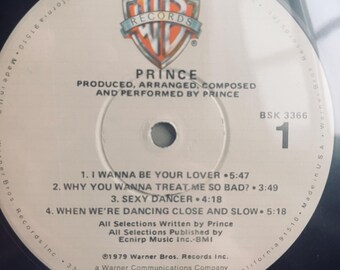 RECORDS
PRINCE
PRODUCED, ARRANGED, COMPOSED
AND PERFORMED BY PRINCE
BSK 3366
1
1. I WANNA BE YOUR LOVER • 5:47
2. WHY YOU WANNA TREAT ME SO BAD? • 3:49
3. SEXY DANCER • 4:18
4. WHEN WE'RE DANCING CLOSE AND SLOW • 5:18
All Selections Written by Prince
All Selections Published by
Ecnirp Music Inc.-BMI
©1979 Warner Bros. Records Inc.
a Warner Communications Company